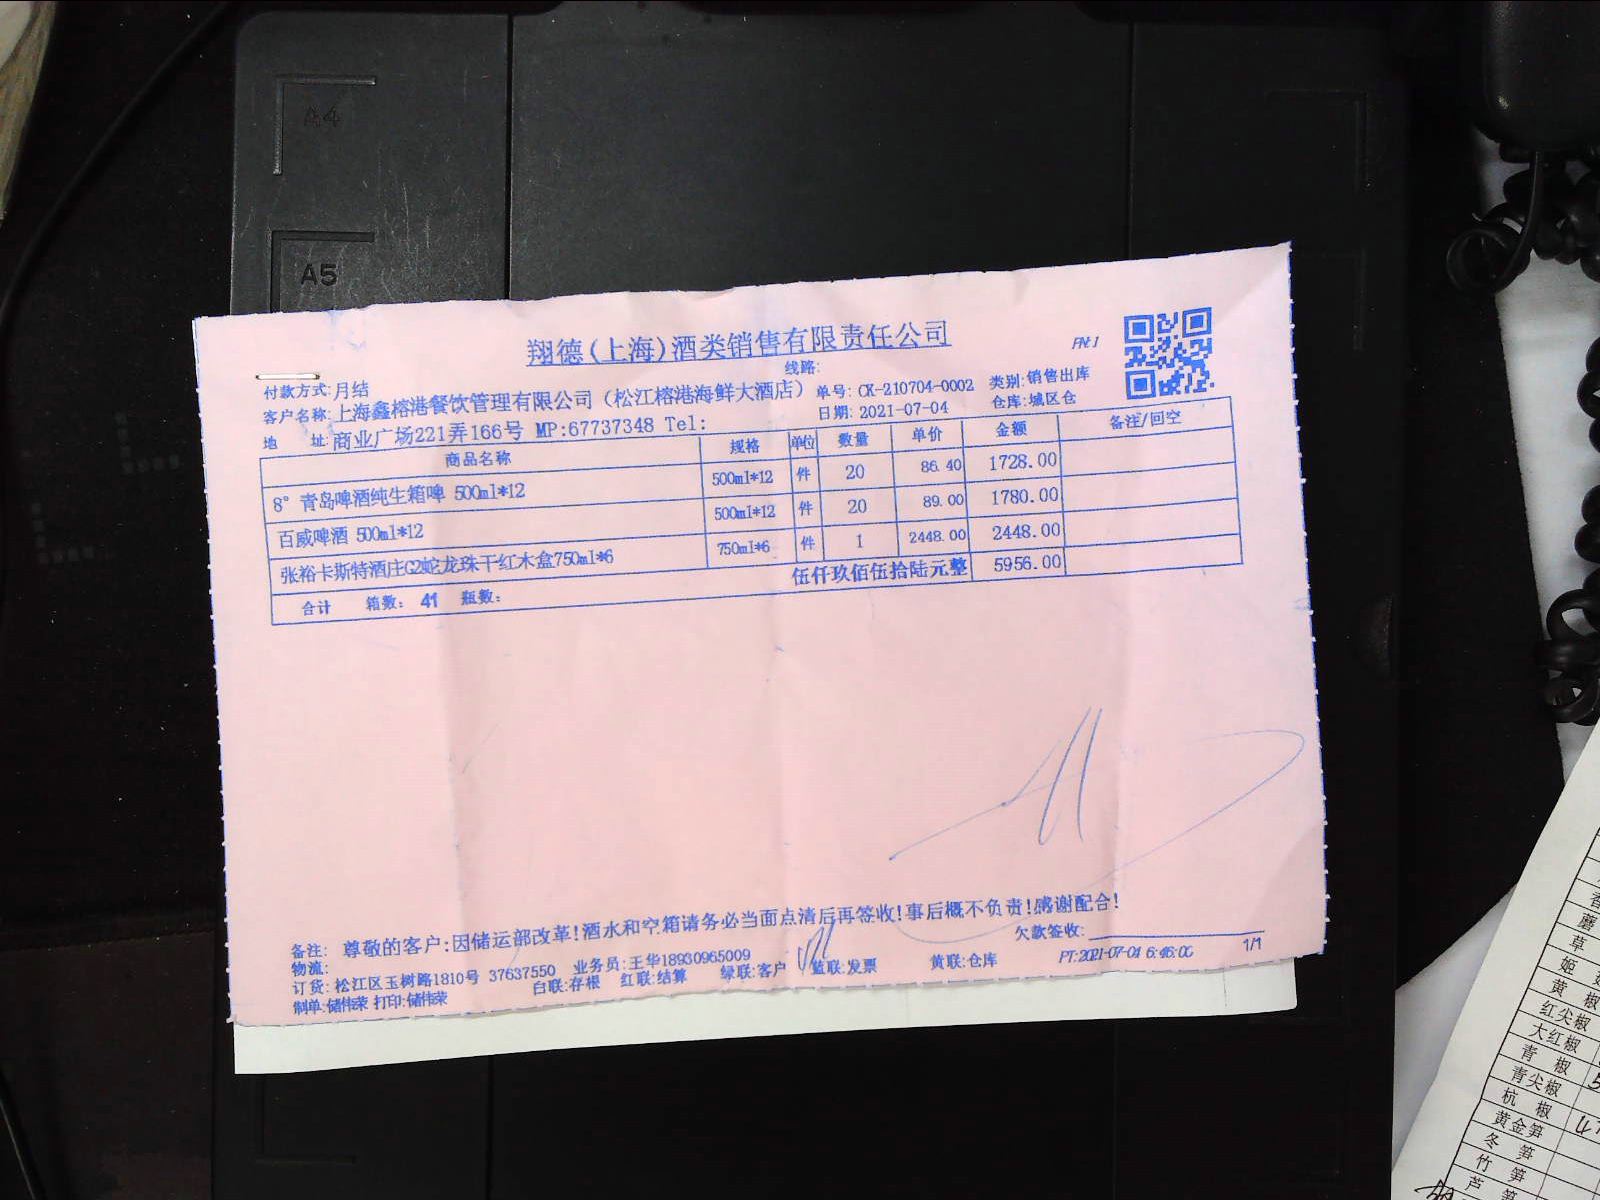 A4
A5
翔德(上海)酒类销售有限责任公司
PN:1
线路:
付款方式:月结
客户名称:上海鑫榕港餐饮管理有限公司（松江榕港海鲜大酒店） 单号: CK-210704-0002 类别:销售出库
地 址:商业广场221弄166号 MP:67737348 Tel: 日期: 2021-07-04 仓库:城区仓
商品名称 规格 单位 数量 单价 金额 备注/回空
8° 青岛啤酒纯生箱啤 500ml*12 500ml*12 件 20 86.40 1728.00
百威啤酒 500ml*12 500ml*12 件 20 89.00 1780.00
张裕卡斯特酒庄G2蛇龙珠干红木盒750ml*6 750ml*6 件 1 2448.00 2448.00
合计 箱数: 41 瓶数: 伍仟玖佰伍拾陆元整 5956.00
备注: 尊敬的客户:因储运部改革!酒水和空箱请务必当面点清后再签收!事后概不负责!感谢配合!
物流: 欠款签收:
订货: 松江区玉树路1810号 37637550 业务员:王华18930965009
制单:储伟荣 打印:储伟荣 白联:存根 红联:结算 绿联:客户 蓝联:发票 黄联:仓库 PT:2021-07-04 6:46:00 1/1
蘑
草
姬
黄 椒
红尖椒
大红椒
青 椒
青尖椒
杭 椒
黄金笋
冬 笋
竹 笋
芦 笋